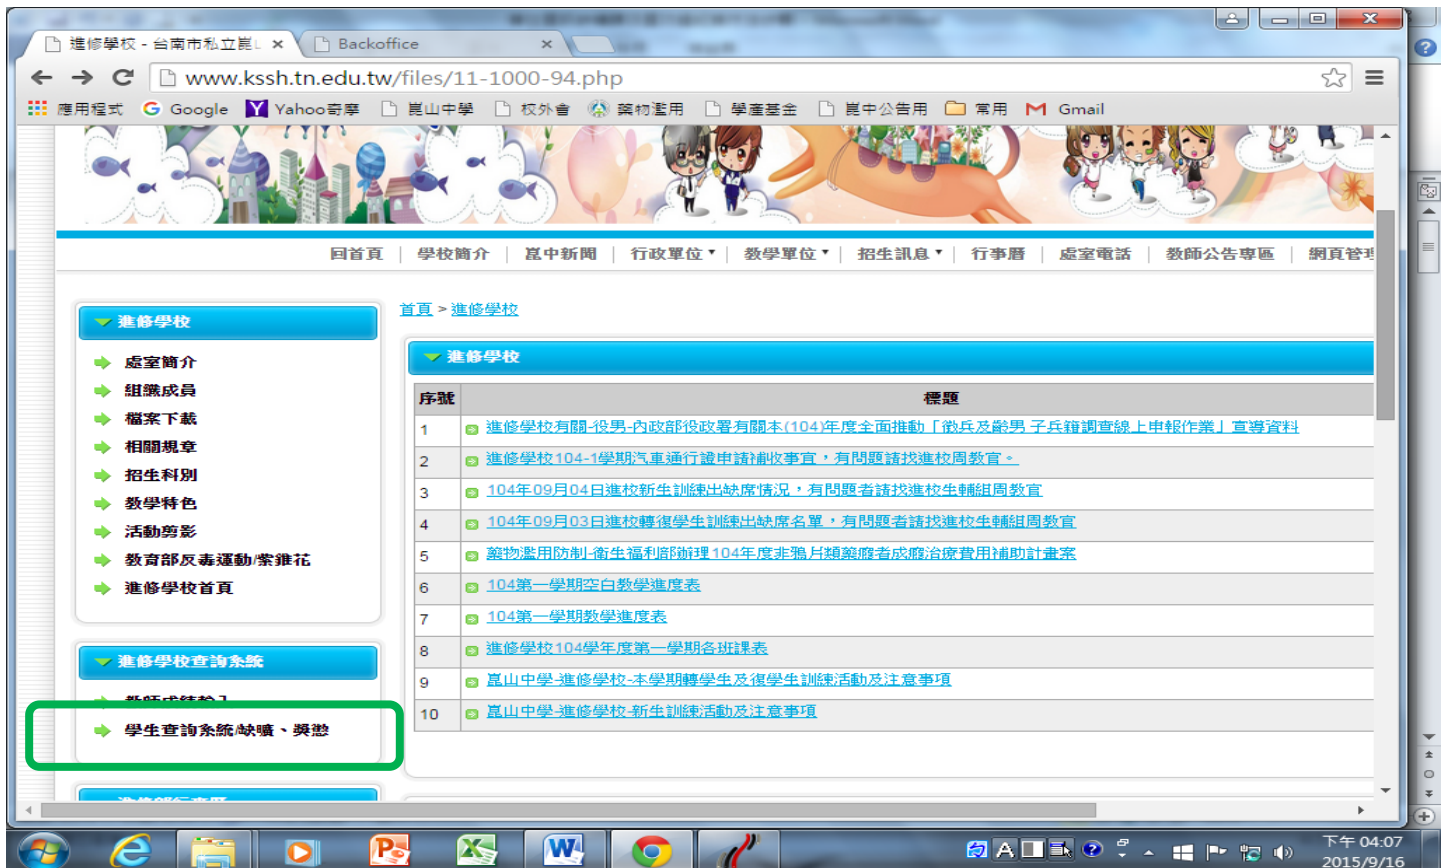 進修學校 - 台南市私立崑
Backoffice
www.kssh.tn.edu.tw/files/11-1000-94.php
應用程式 Google Yahoo奇摩 崑山中學 校外會 藥物濫用 學產基金 崑中公告用 常用 Gmail
回首頁 | 學校簡介 | 崑中新聞 | 行政單位 | 教學單位 | 招生訊息 | 行事曆 | 處室電話 | 教師公告專區 | 網頁管理
首頁 > 進修學校
進修學校
處室簡介
組織成員
檔案下載
相關規章
招生科別
教學特色
活動剪影
教育部反毒運動/紫錐花
進修學校首頁
進修學校查詢系統
教師成績輸入
學生查詢系統/缺曠、獎懲
進修部行事曆
進修學校
序號 標題
1 進修學校有關-役男-內政部役政署有關本(104)年度全面推動「徵兵及齡男 子兵籍調查線上申報作業」宣導資料
2 進修學校104-1學期汽車通行證申請補收事宜，有問題請找進校周教官。
3 104年09月04日進校新生訓練出缺席情況，有問題者請找進校生輔組周教官
4 104年09月03日進校轉復學生訓練出缺席名單，有問題者請找進校生輔組周教官
5 藥物濫用防制-衛生福利部辦理104年度非鴉片類藥癮者成癮治療費用補助計畫案
6 104第一學期空白教學進度表
7 104第一學期教學進度表
8 進修學校104學年度第一學期各班課表
9 崑山中學-進修學校-本學期轉學生及復學生訓練活動及注意事項
10 崑山中學-進修學校-新生訓練活動及注意事項
下午 04:07
2015/9/16